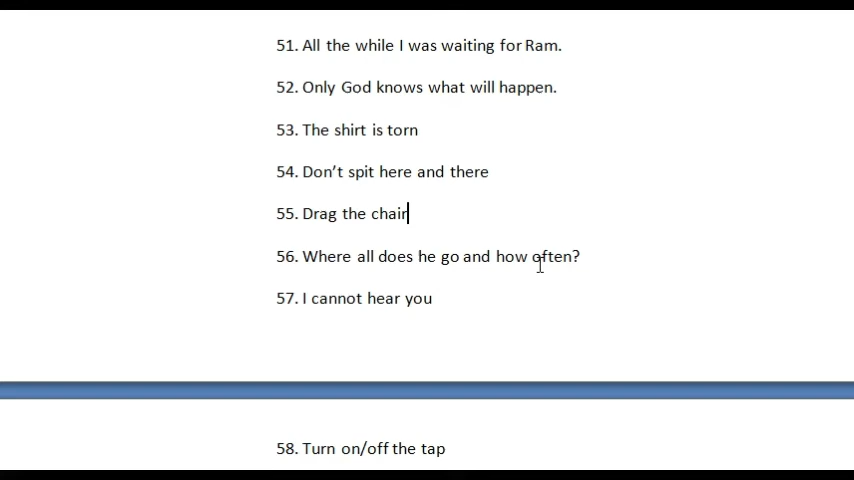 51. All the while I was waiting for Ram.
52. Only God knows what will happen.
53. The shirt is torn
54. Don't spit here and there
55. Drag the chair
56. Where all does he go and how often?
57. I cannot hear you
58. Turn on/off the tap